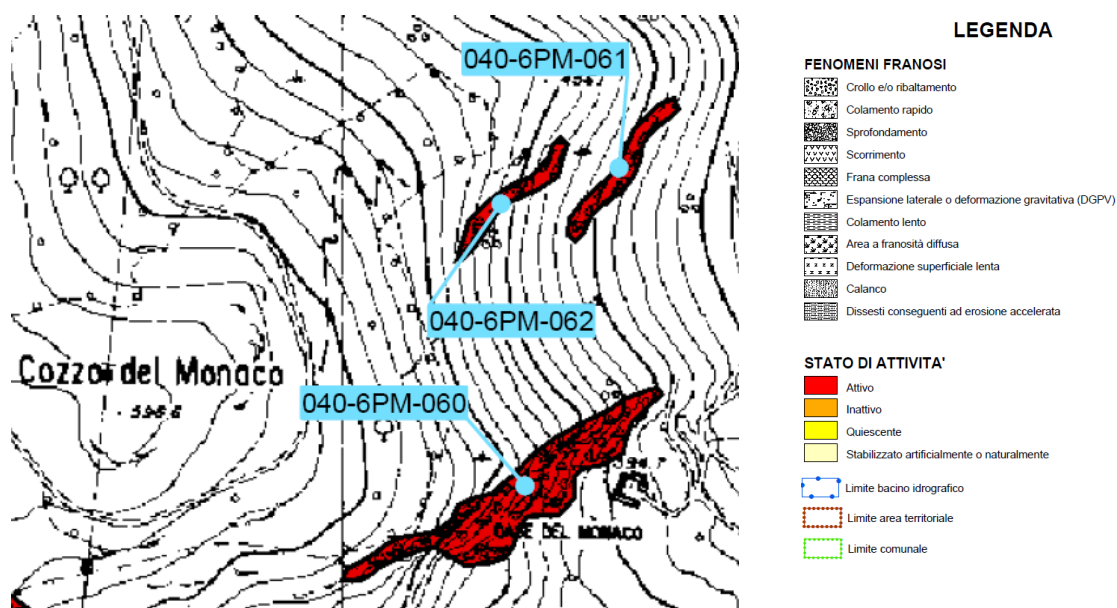 040-6PM-061
040-6PM-062
Cozzo del Monaco
040-6PM-060
DEL MONACO
LEGENDA
FENOMENI FRANOSI
Crollo e/o ribaltamento
Colamento rapido
Sprofondamento
Scorrimento
Frana complessa
Espansione laterale o deformazione gravitativa (DGPV)
Colamento lento
Area a franosità diffusa
Deformazione superficiale lenta
Calanco
Dissesti conseguenti ad erosione accelerata
STATO DI ATTIVITA'
Attivo
Inattivo
Quiescente
Stabilizzato artificialmente o naturalmente
Limite bacino idrografico
Limite area territoriale
Limite comunale